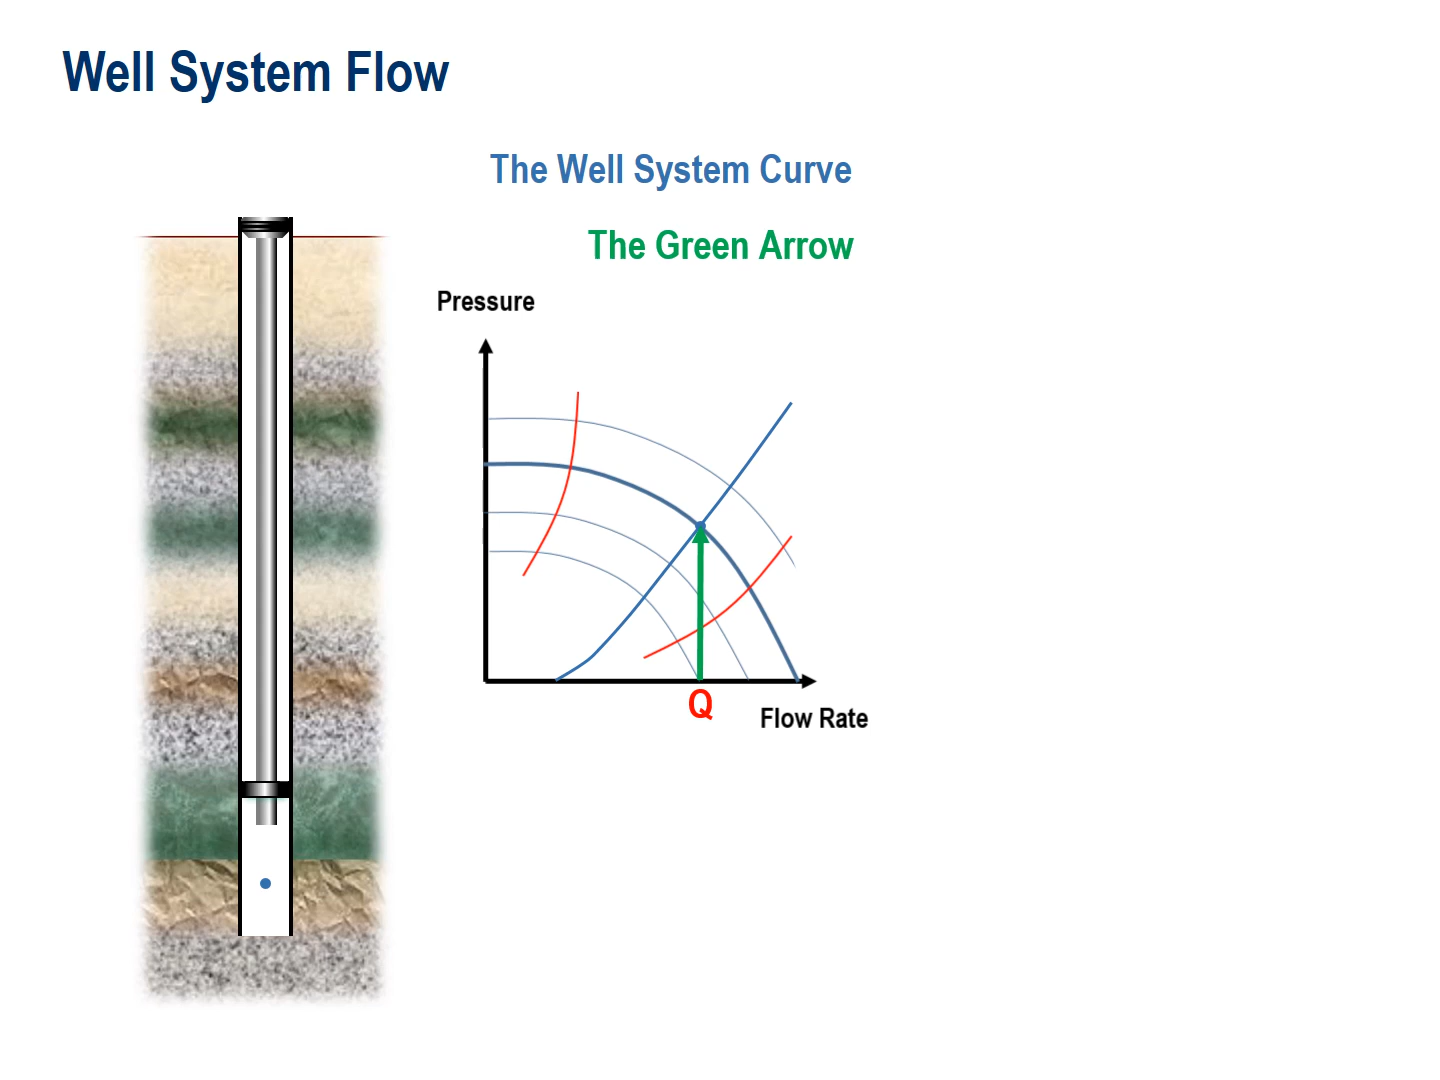 Well System Flow
The Well System Curve
The Green Arrow
Pressure
Q
Flow Rate